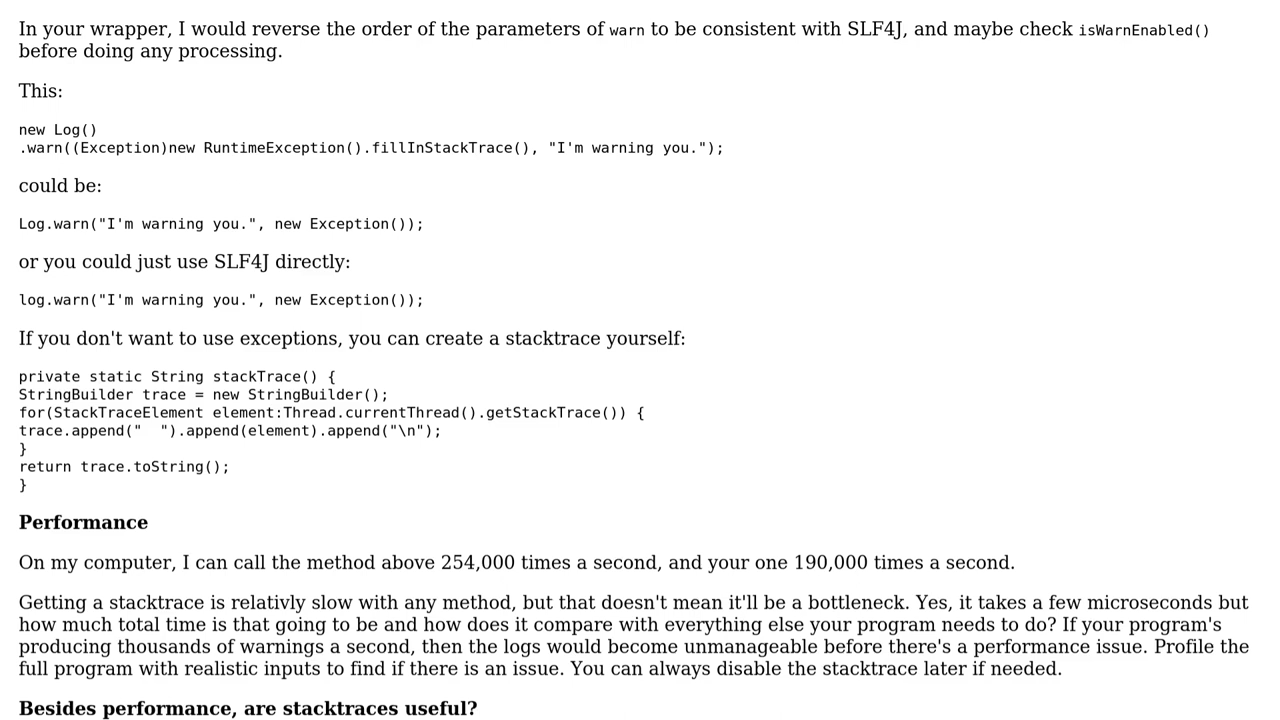 In your wrapper, I would reverse the order of the parameters of warn to be consistent with SLF4J, and maybe check isWarnEnabled()
before doing any processing.
This:
new Log()
.warn((Exception)new RuntimeException().fillInStackTrace(), "I'm warning you.");
could be:
Log.warn("I'm warning you.", new Exception());
or you could just use SLF4J directly:
log.warn("I'm warning you.", new Exception());
If you don't want to use exceptions, you can create a stacktrace yourself:
private static String stackTrace() {
StringBuilder trace = new StringBuilder();
for(StackTraceElement element:Thread.currentThread().getStackTrace()) {
trace.append("  ").append(element).append("\n");
}
return trace.toString();
}
Performance
On my computer, I can call the method above 254,000 times a second, and your one 190,000 times a second.
Getting a stacktrace is relativly slow with any method, but that doesn't mean it'll be a bottleneck. Yes, it takes a few microseconds but
how much total time is that going to be and how does it compare with everything else your program needs to do? If your program's
producing thousands of warnings a second, then the logs would become unmanageable before there's a performance issue. Profile the
full program with realistic inputs to find if there is an issue. You can always disable the stacktrace later if needed.
Besides performance, are stacktraces useful?